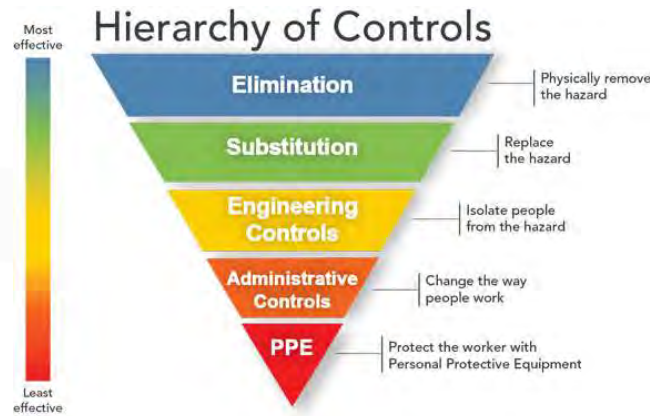 Hierarchy of Controls
Most
effective
Elimination
Physically remove
the hazard
Substitution
Replace
the hazard
Engineering
Controls
Isolate people
from the hazard
Administrative
Controls
Change the way
people work
PPE
Protect the worker with
Personal Protective Equipment
Least
effective